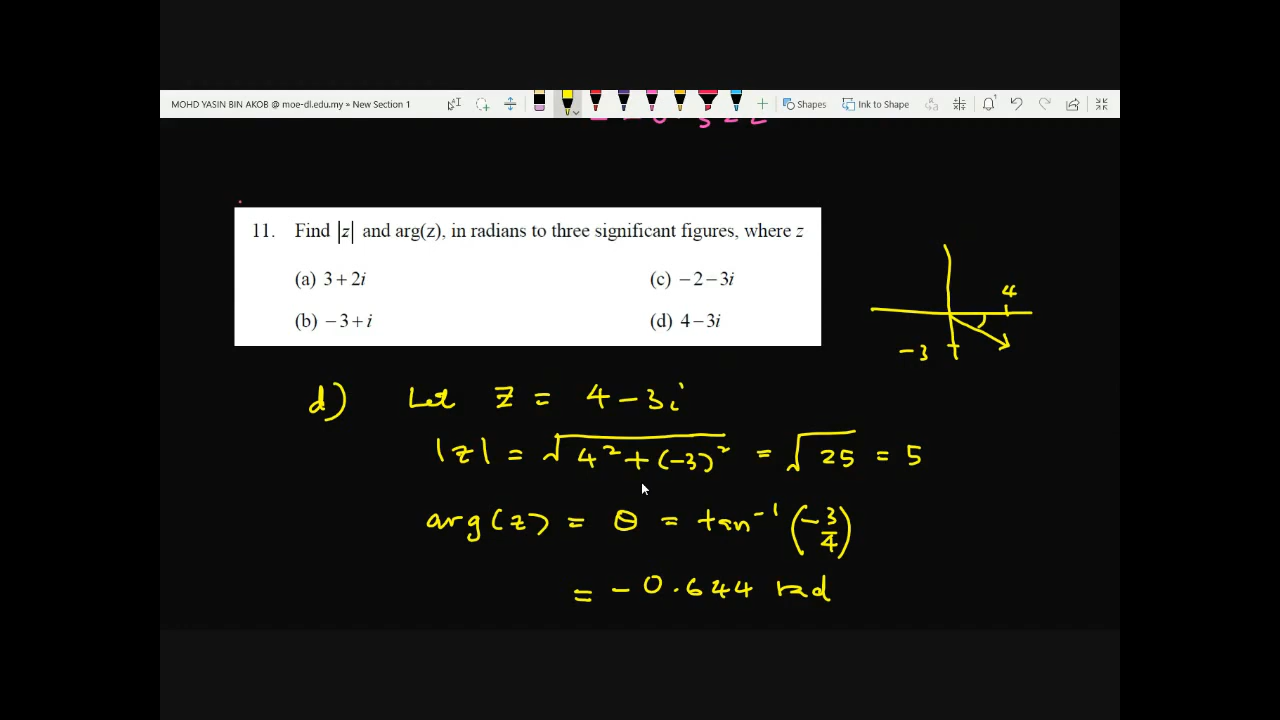 MOHD YASIN BIN AKOB @ moe-dl.edu.my » New Section 1
Shapes
Ink to Shape
11. Find |z| and arg(z), in radians to three significant figures, where z
(a) 3 + 2i (c) −2 − 3i
(b) −3 + i (d) 4 − 3i
4
−3
d) Let z = 4 − 3i
|z| = √(4² + (−3)²) = √25 = 5
arg(z) = θ = tan⁻¹ (−3/4)
= −0.644 rad